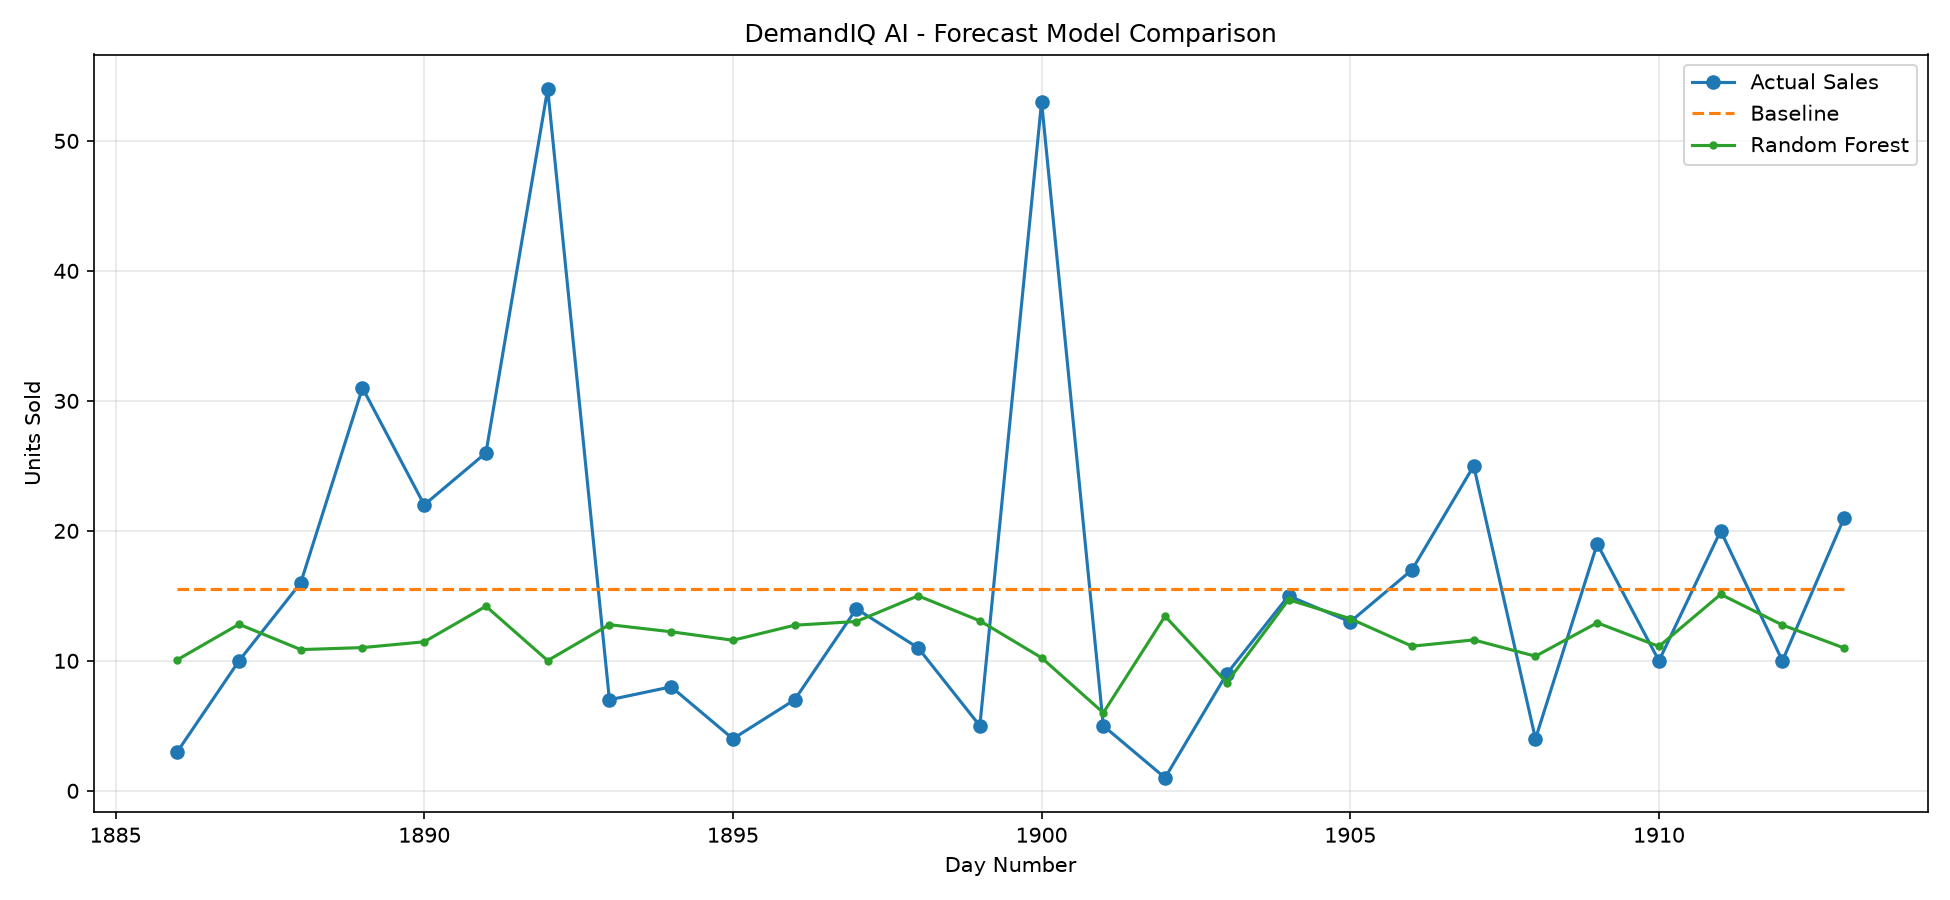 DemandIQ AI - Forecast Model Comparison
Actual Sales
Baseline
Random Forest
Units Sold
50
40
30
20
10
0
1885 1890 1895 1900 1905 1910
Day Number